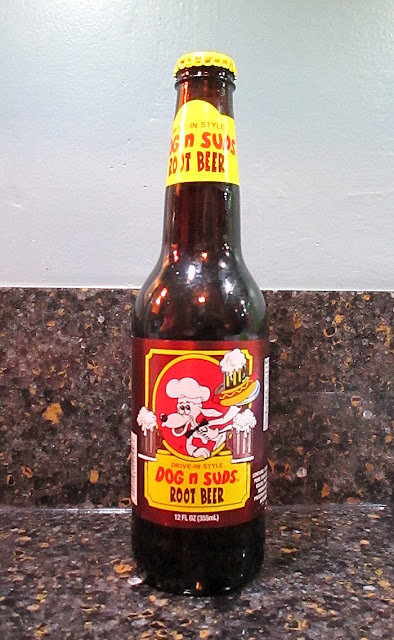 DRIVE-IN STYLE
DOG n SUDS
ROOT BEER
DRIVE-IN STYLE
DOG n SUDS®
ROOT BEER
12 FL OZ (355mL)